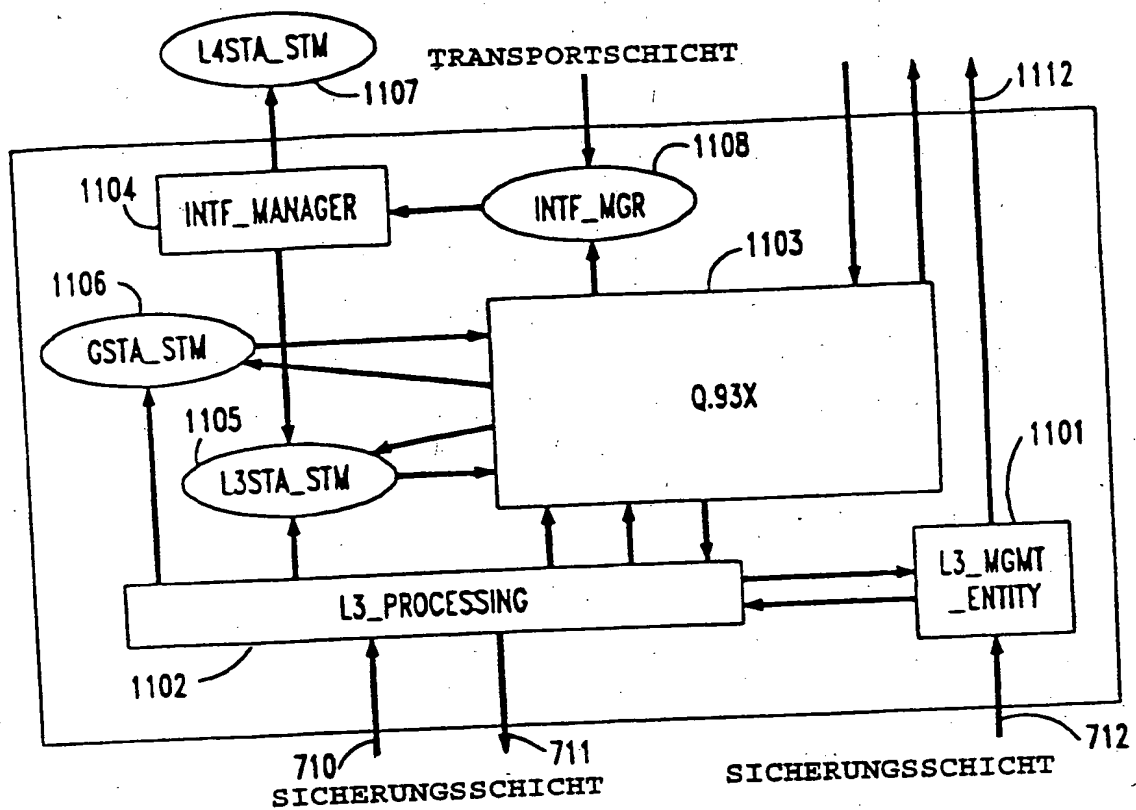 L4STA_STM
1107
TRANSPORTSCHICHT
1112
1108
1104
INTF_MANAGER
INTF_MGR
1103
1106
GSTA_STM
Q.93X
1105
L3STA_STM
1101
L3_MGMT
_ENTITY
L3_PROCESSING
1102
710
711
712
SICHERUNGSSCHICHT
SICHERUNGSSCHICHT